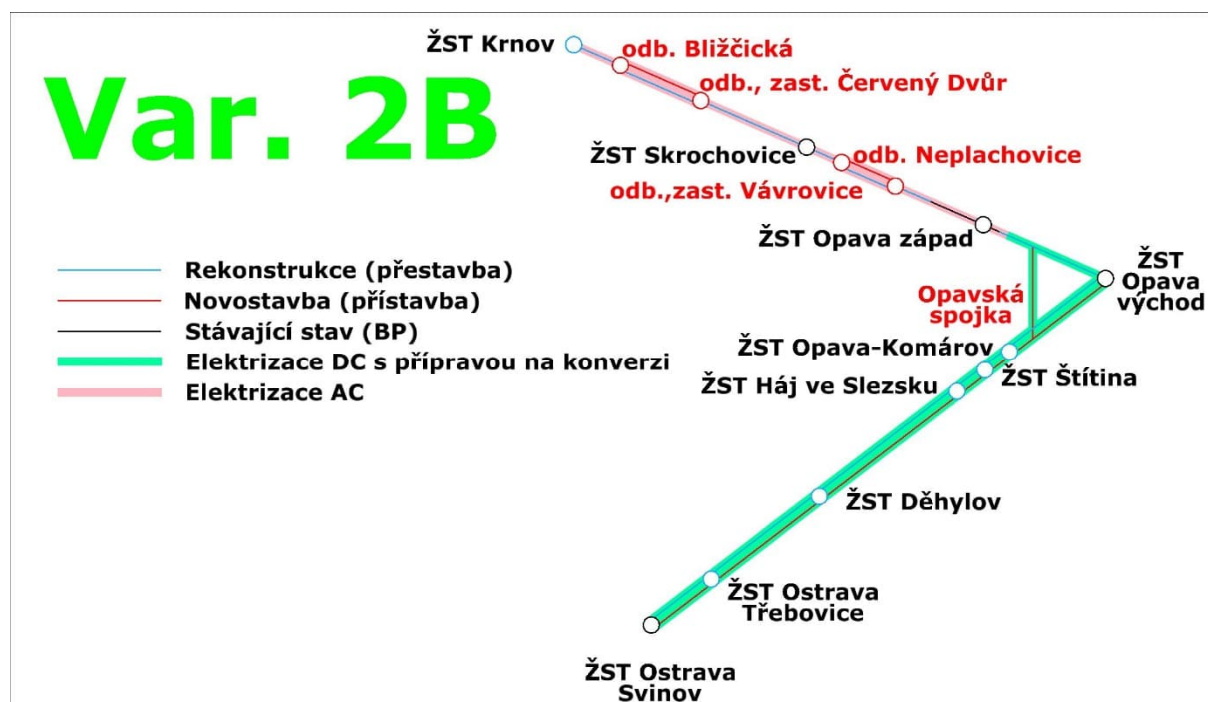 ŽST Krnov
odb. Bližčická
Var. 2B
odb., zast. Červený Dvůr
ŽST Skrochovice
odb. Neplachovice
odb.,zast. Vávrovice
ŽST Opava západ
ŽST
Opava
východ
Rekonstrukce (přestavba)
Novostavba (přístavba)
Stávající stav (BP)
Elektrizace DC s přípravou na konverzi
Elektrizace AC
Opavská
spojka
ŽST Opava-Komárov
ŽST Štítina
ŽST Háj ve Slezsku
ŽST Děhylov
ŽST Ostrava
Třebovice
ŽST Ostrava
Svinov